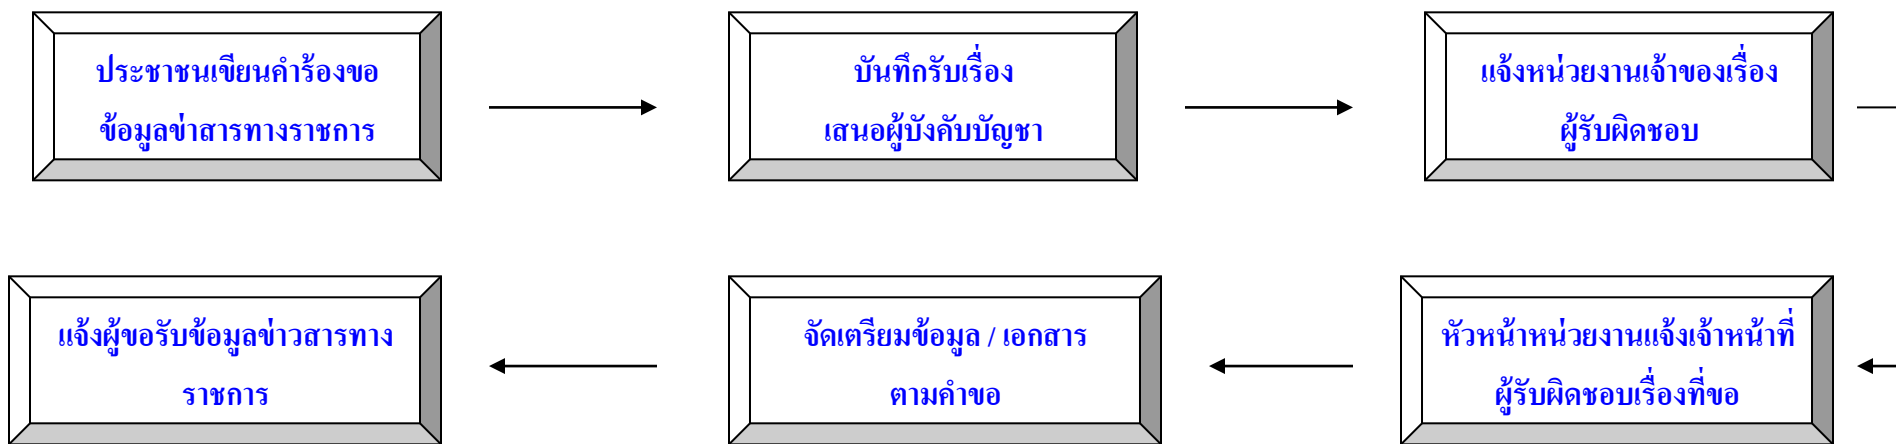 ประชาชนเขียนคำร้องขอ
ข้อมูลข่าสารทางราชการ
บันทึกรับเรื่อง
เสนอผู้บังคับบัญชา
แจ้งหน่วยงานเจ้าของเรื่อง
ผู้รับผิดชอบ
หัวหน้าหน่วยงานแจ้งเจ้าหน้าที่
ผู้รับผิดชอบเรื่องที่ขอ
จัดเตรียมข้อมูล / เอกสาร
ตามคำขอ
แจ้งผู้ขอรับข้อมูลข่าวสารทาง
ราชการ